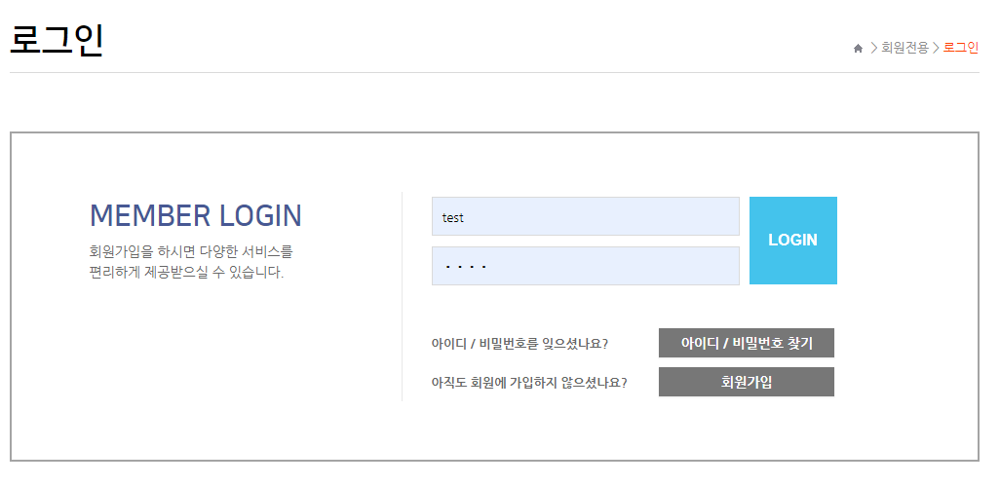 로그인
> 회원전용 > 로그인
MEMBER LOGIN
회원가입을 하시면 다양한 서비스를
편리하게 제공받으실 수 있습니다.
test
••••
LOGIN
아이디 / 비밀번호를 잊으셨나요?
아이디 / 비밀번호 찾기
아직도 회원에 가입하지 않으셨나요?
회원가입